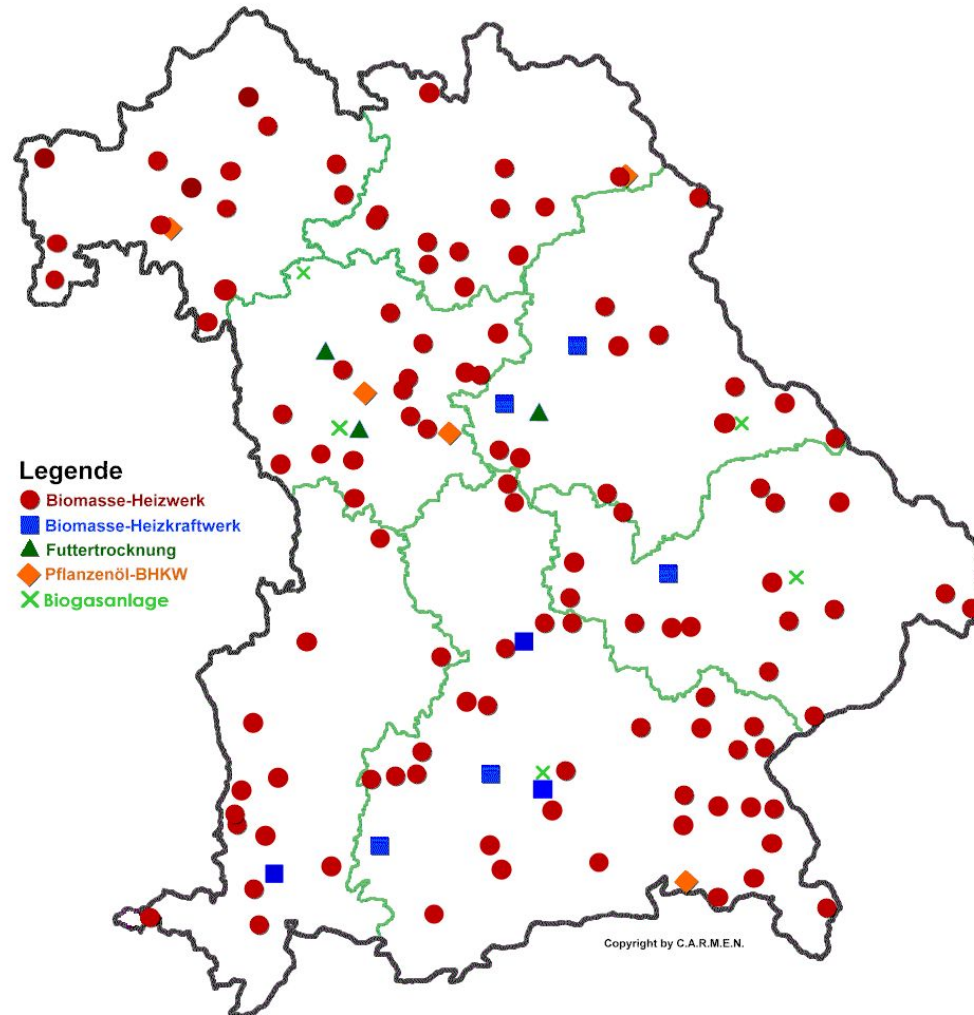 Legende
Biomasse-Heizwerk
Biomasse-Heizkraftwerk
Futtertrocknung
Pflanzenöl-BHKW
Biogasanlage
Copyright by C.A.R.M.E.N.